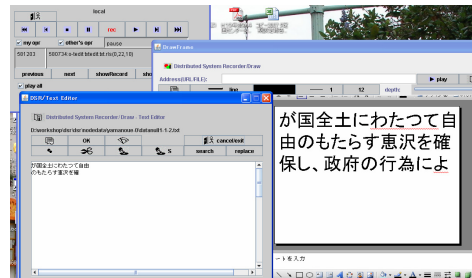 local
rec
my opr
other's opr
pause
previous
next
showRecord
play all
DrawFrame
Distributed System Recorder/Draw
Address(URL/FILE):
play
line
1
12
depth:
DSR/Text Editor
Distributed System Recorder/Draw - Text Editor
OK
cancel/exit
S
search
replace
が国全土にわたつて自由
のもたらす恵沢を確
が国全土にわたつて自
由のもたらす恵沢を確
保し、政府の行為によ
ートを入力